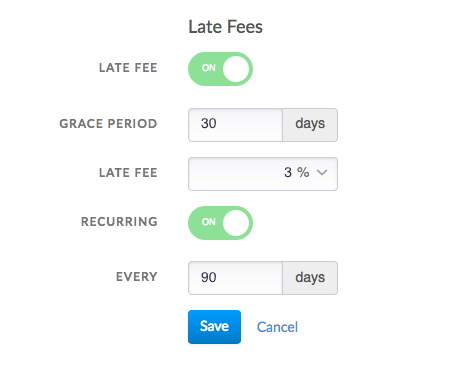 Late Fees
LATE FEE ON
GRACE PERIOD 30 days
LATE FEE 3 %
RECURRING ON
EVERY 90 days
Save Cancel